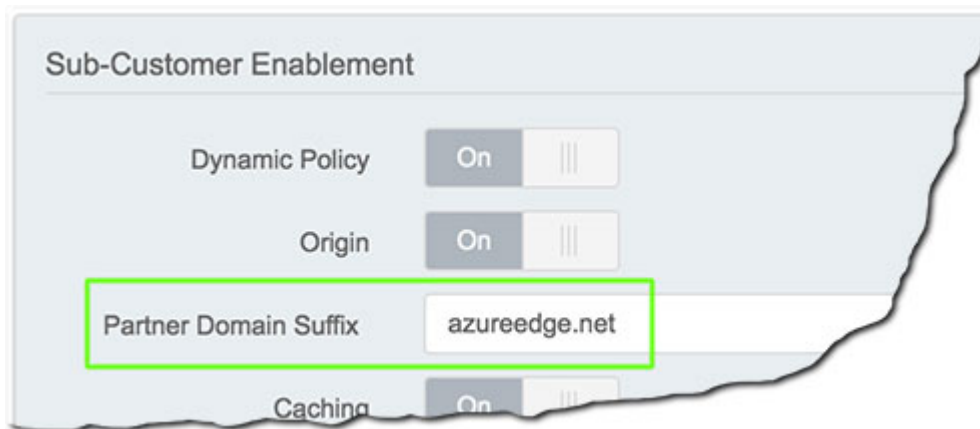 Sub-Customer Enablement
Dynamic Policy On
Origin On
Partner Domain Suffix azureedge.net
Caching On